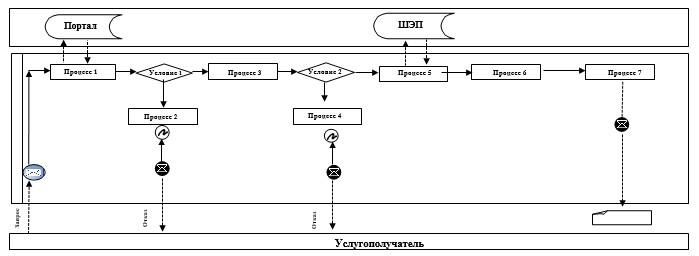 Портал
ШЭП
Процесс 1
Условие 1
Процесс 3
Условие 2
Процесс 5
Процесс 6
Процесс 7
Процесс 2
Процесс 4
Запрос
Отказ
Отказ
Услугополучатель